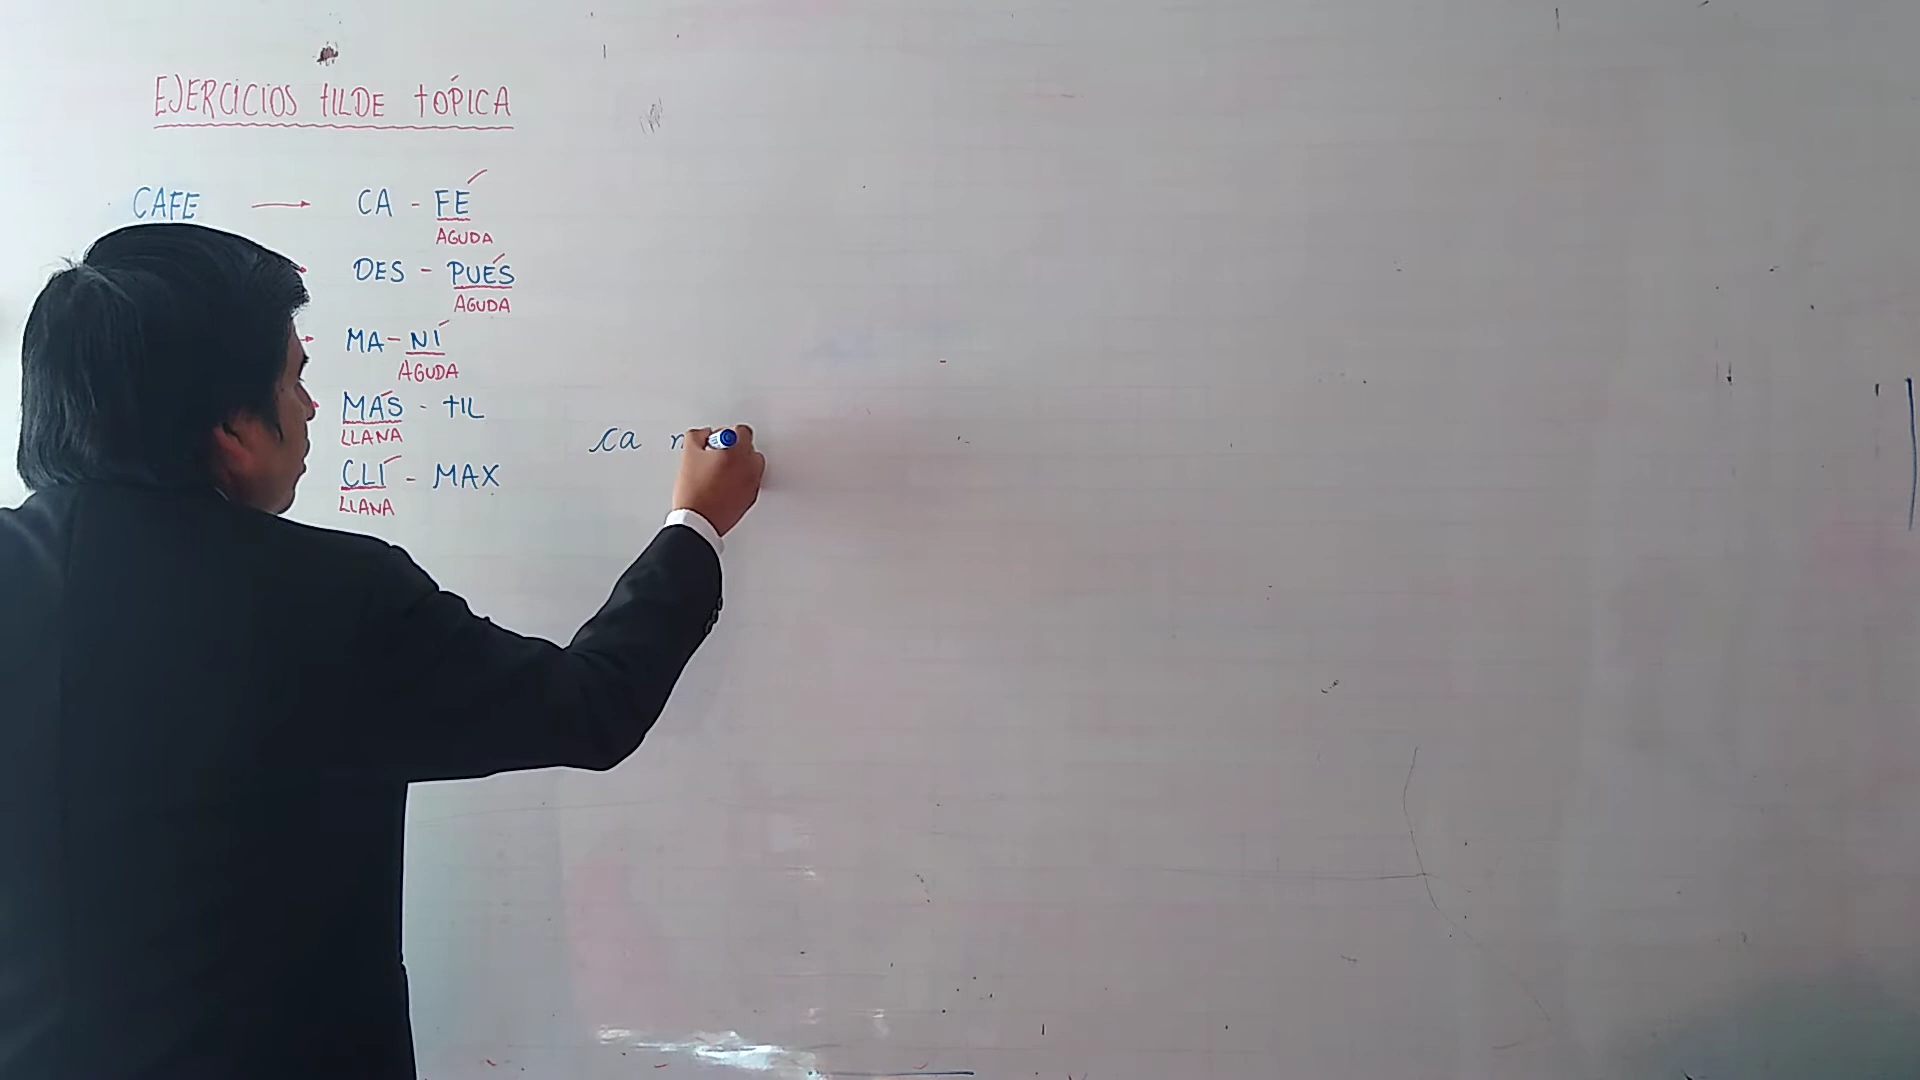 EJERCICIOS TILDE TÓPICA
CAFE → CA - FÉ
AGUDA
DES - PUÉS
AGUDA
MA - NÍ
AGUDA
MÁS - TIL
LLANA
CLÍ - MAX
LLANA
ca